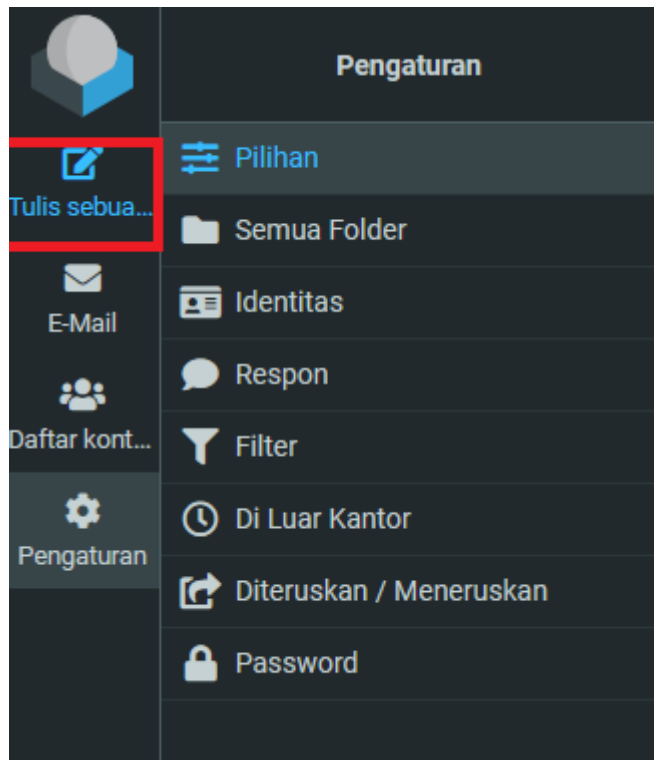 Pengaturan
Tulis sebua...
E-Mail
Daftar kont...
Pengaturan
Pilihan
Semua Folder
Identitas
Respon
Filter
Di Luar Kantor
Diteruskan / Meneruskan
Password